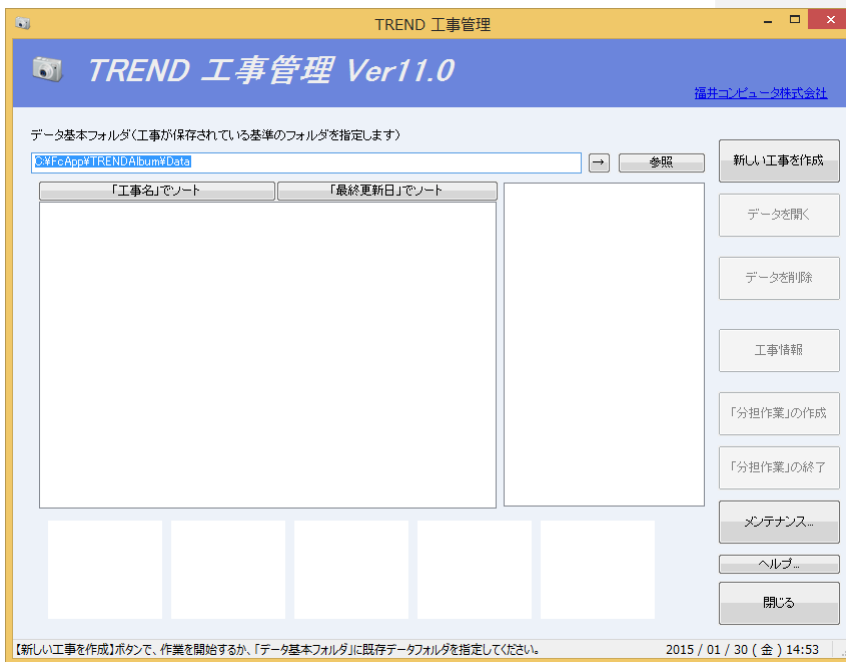 TREND 工事管理
TREND 工事管理 Ver11.0
福井コンピュータ株式会社
データ基本フォルダ(工事が保存されている基準のフォルダを指定します)
C:¥FcApp¥TRENDAlbum¥Data
→
参照
新しい工事を作成
「工事名」でソート
「最終更新日」でソート
データを開く
データを削除
工事情報
「分担作業」の作成
「分担作業」の終了
メンテナンス...
ヘルプ...
閉じる
【新しい工事を作成】ボタンで、作業を開始するか、「データ基本フォルダ」に既存データフォルダを指定してください。
2015 / 01 / 30 ( 金 ) 14:53